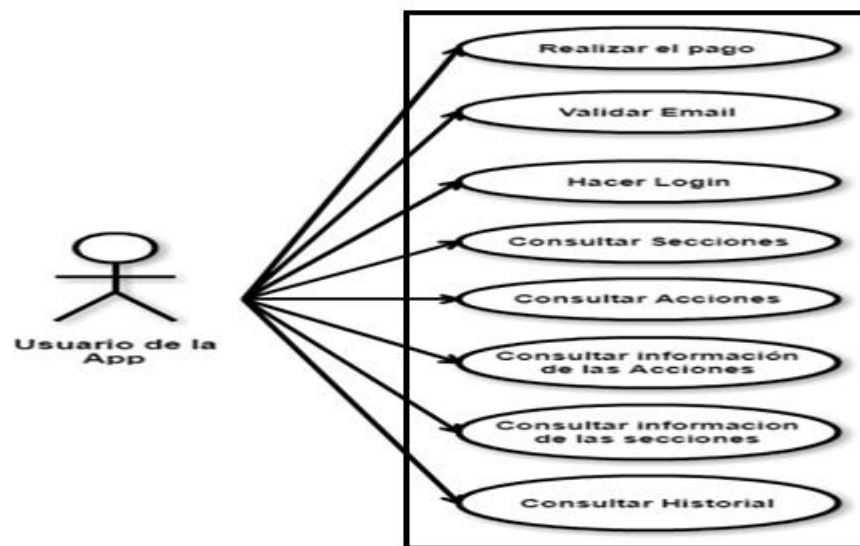 Realizar el pago
Validar Email
Hacer Login
Consultar Secciones
Consultar Acciones
Consultar información
de las Acciones
Consultar informacion
de las secciones
Consultar Historial
Usuario de la
App